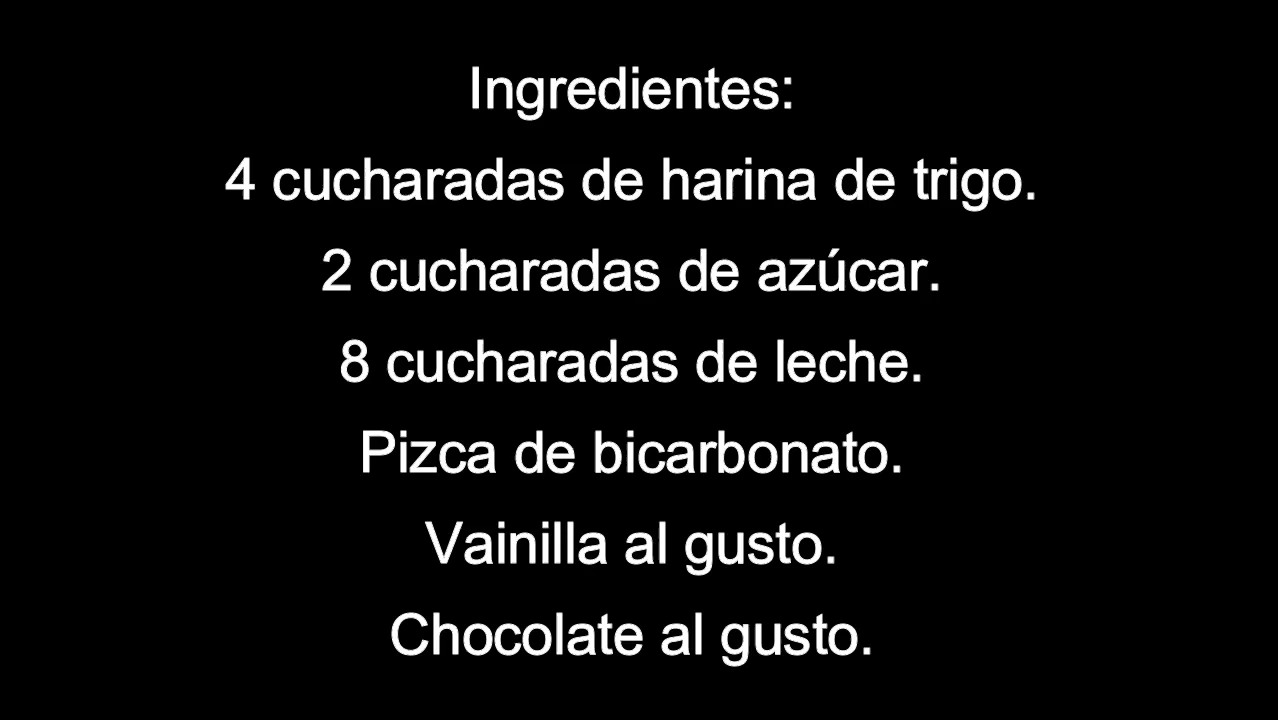 Ingredientes:
4 cucharadas de harina de trigo.
2 cucharadas de azúcar.
8 cucharadas de leche.
Pizca de bicarbonato.
Vainilla al gusto.
Chocolate al gusto.